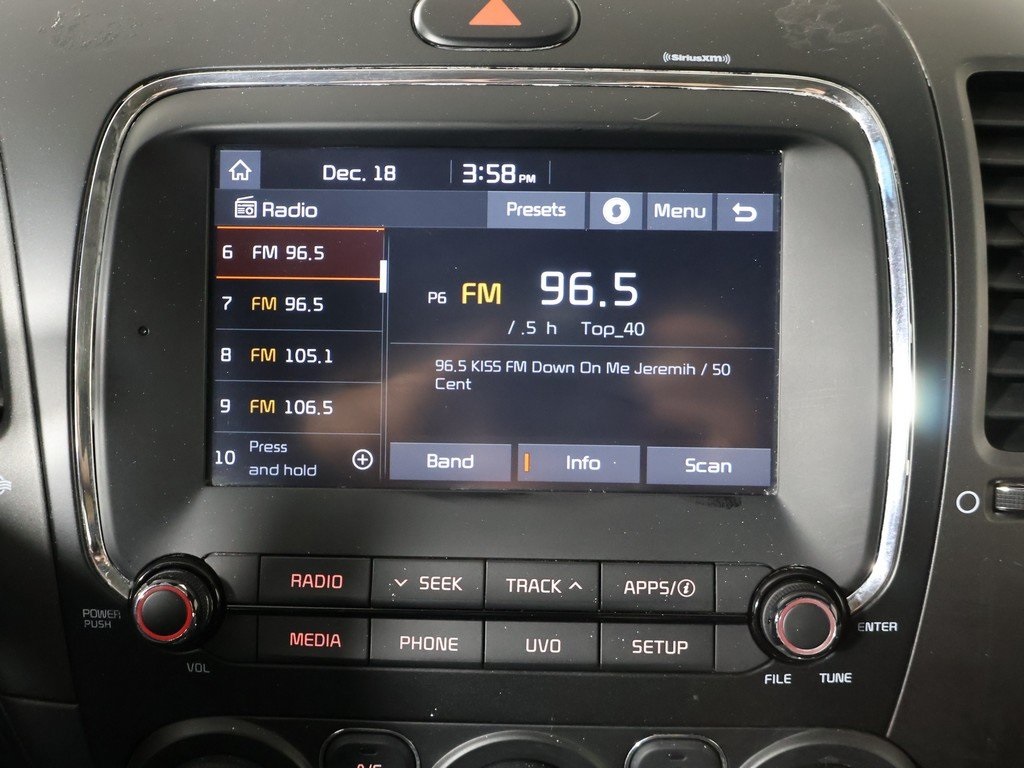 ((SiriusXM))
Dec. 18 3:58 PM
Radio Presets Menu
6 FM 96.5
7 FM 96.5
8 FM 105.1
9 FM 106.5
10 Press
and hold
P6 FM 96.5
/ .5 h Top_40
96.5 KISS FM Down On Me Jeremih / 50
Cent
Band Info Scan
RADIO SEEK TRACK APPS/i
MEDIA PHONE UVO SETUP
POWER
PUSH
VOL
ENTER
FILE TUNE